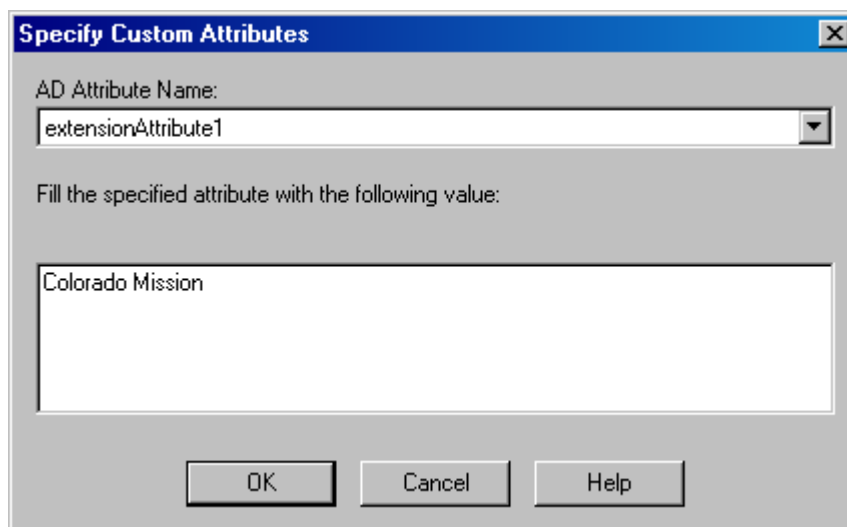 Specify Custom Attributes
AD Attribute Name:
extensionAttribute1
Fill the specified attribute with the following value:
Colorado Mission
OK Cancel Help